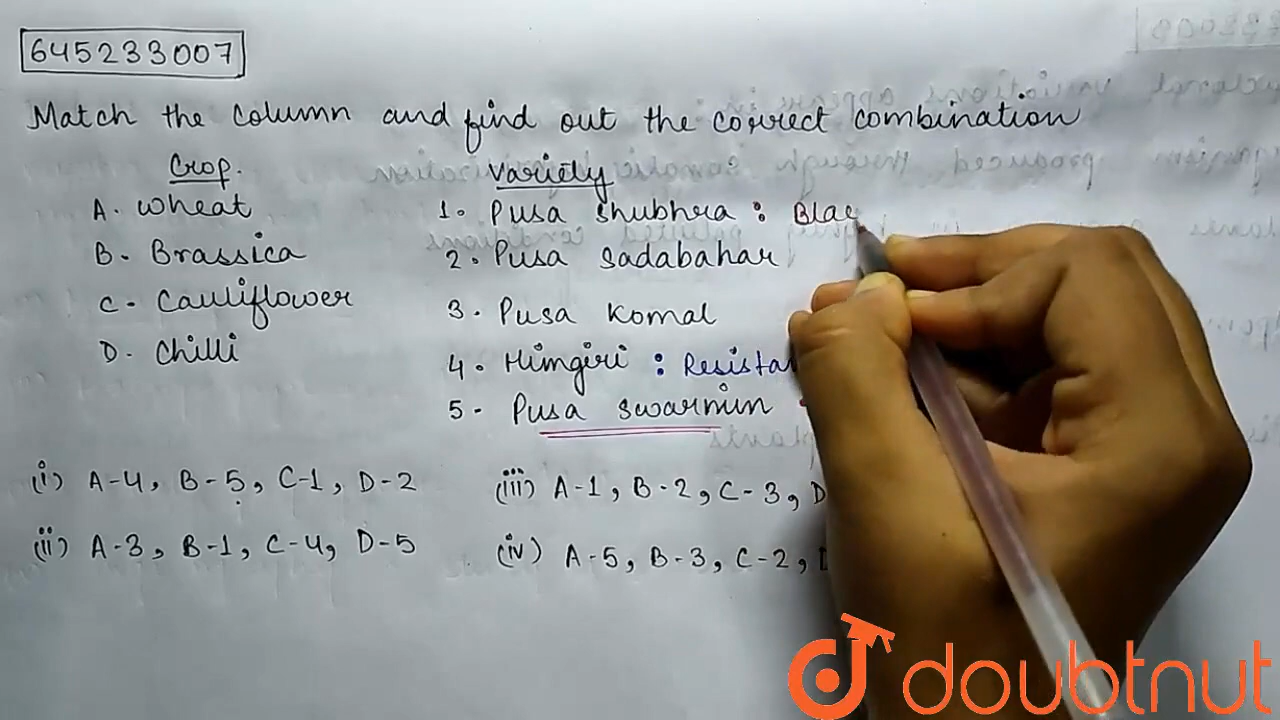 645233007
Match the column and find out the correct combination
Crop. Variety
A. Wheat 1. Pusa Shubhra : Blac
B. Brassica 2. Pusa Sadabahar
C. Cauliflower 3. Pusa Komal
D. Chilli 4. Himgiri : Resista
5. Pusa Swarnim
(i) A-4, B-5, C-1, D-2 (iii) A-1, B-2, C-3, D
(ii) A-3, B-1, C-4, D-5 (iv) A-5, B-3, C-2, D
doubtnut